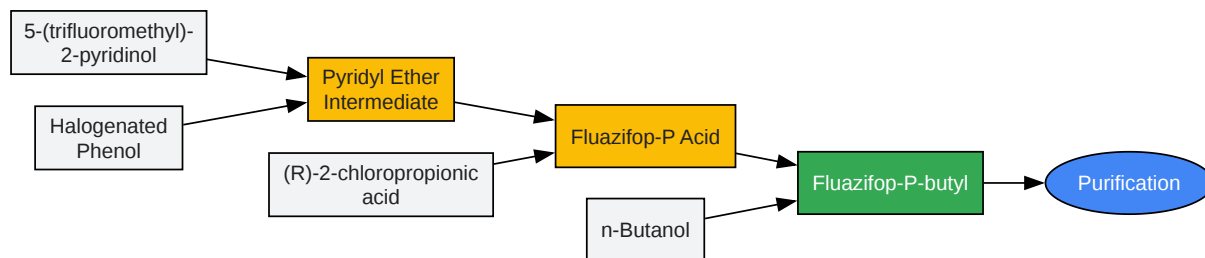 5-(trifluoromethyl)-
2-pyridinol
Halogenated
Phenol
Pyridyl Ether
Intermediate
(R)-2-chloropropionic
acid
Fluazifop-P Acid
n-Butanol
Fluazifop-P-butyl
Purification